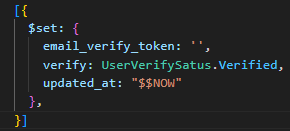 [{
$set: {
email_verify_token: '',
verify: UserVerifySatus.Verified,
updated_at: "$$NOW"
},
}]